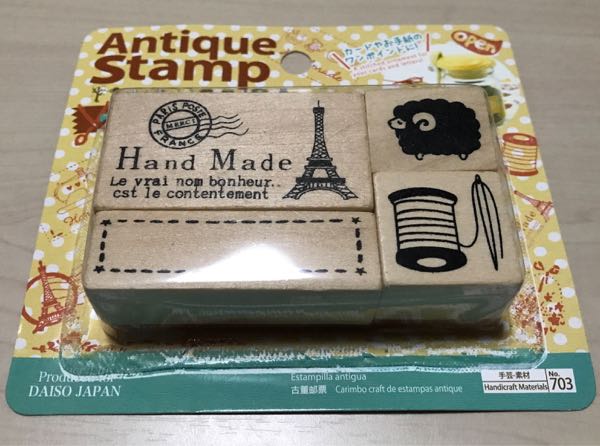 Antique
Stamp
カードやお手紙の
ワンポイントに!
open
PARIS POSTE
MERCI
FRANCE
Hand Made
Le vrai nom bonheur..
cst le contentement
Produced for
DAISO JAPAN
Estampilla antigua
古董邮票 Carimbo craft de estampas antique
手芸・素材
Handicraft Materials
No.
703